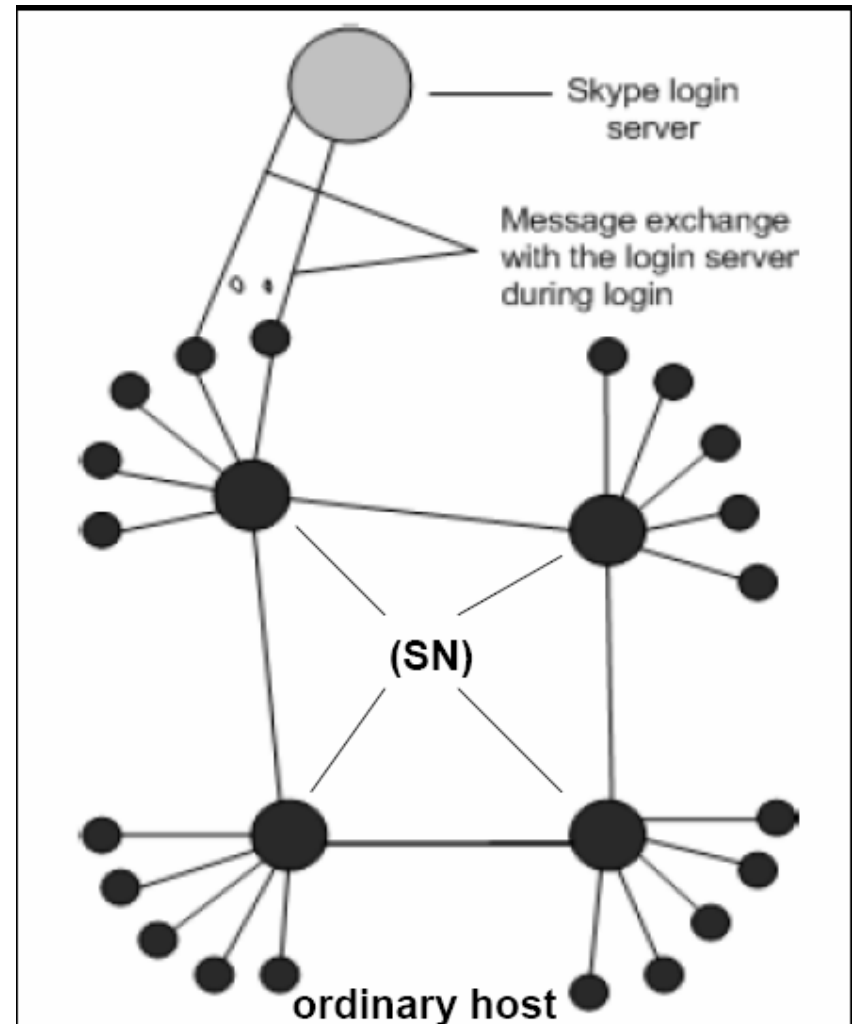 Skype login
server
Message exchange
with the login server
during login
(SN)
ordinary host